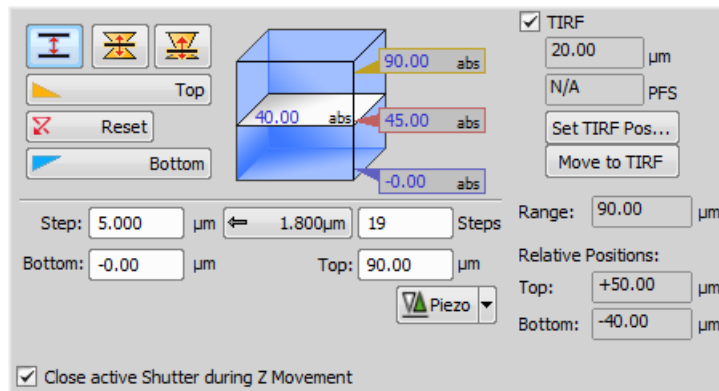 TIRF
20.00 µm
N/A PFS
Set TIRF Pos...
Move to TIRF
Top
Reset
Bottom
90.00 abs
40.00 abs
45.00 abs
-0.00 abs
Step: 5.000 µm 1.800µm 19 Steps
Bottom: -0.00 µm Top: 90.00 µm
Piezo
Range: 90.00 µm
Relative Positions:
Top: +50.00 µm
Bottom: -40.00 µm
Close active Shutter during Z Movement